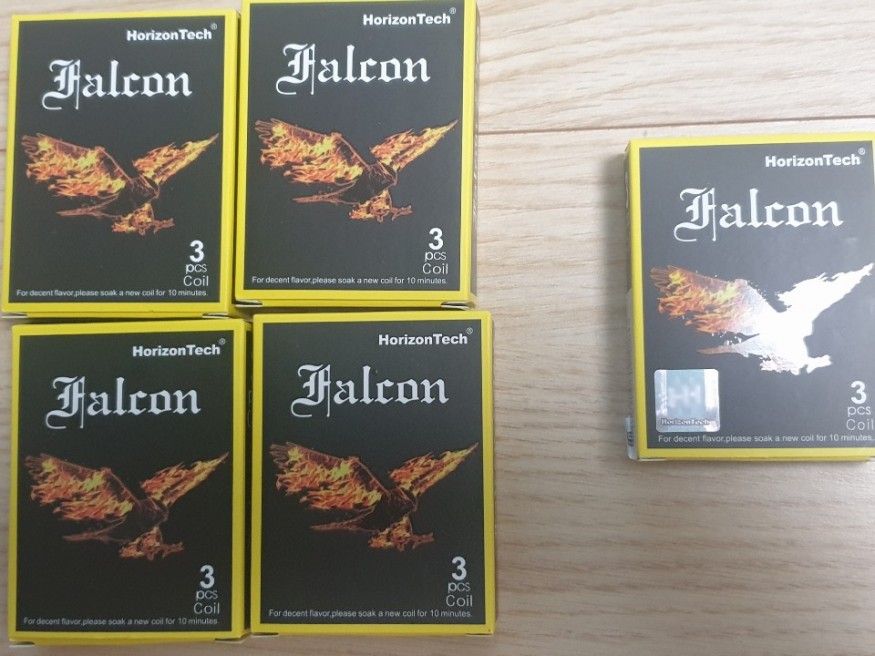 HorizonTech®
Falcon
3
pcs
Coil
For decent flavor,please soak a new coil for 10 minutes.
HorizonTech®
Falcon
3
pcs
Coil
For decent flavor,please soak a new coil for 10 minutes.
HorizonTech®
Falcon
3
pcs
Coil
HorizonTech
For decent flavor,please soak a new coil for 10 minutes.
HorizonTech®
Falcon
3
pcs
Coil
For decent flavor,please soak a new coil for 10 minutes.
HorizonTech®
Falcon
3
pcs
Coil
For decent flavor,please soak a new coil for 10 minutes.